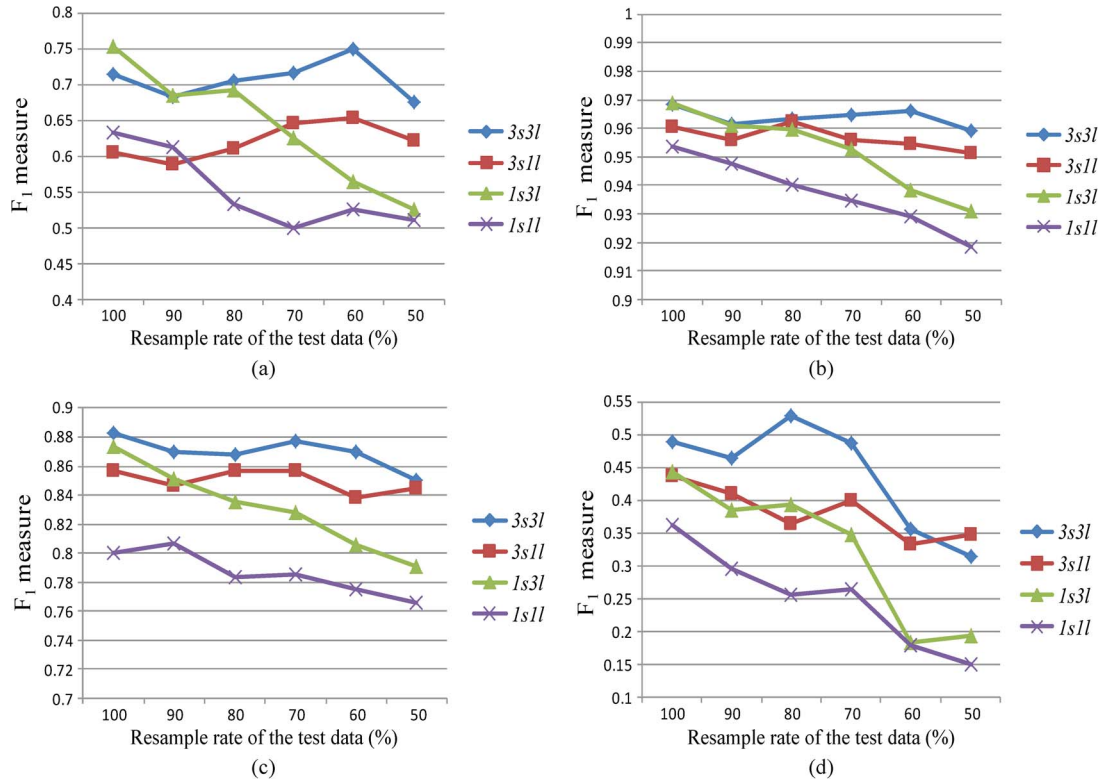 0.8
0.75
0.7
0.65
0.6
0.55
0.5
0.45
0.4
F1 measure
100 90 80 70 60 50
Resample rate of the test data (%)
3s3l
3s1l
1s3l
1s1l
(a)
1
0.99
0.98
0.97
0.96
0.95
0.94
0.93
0.92
0.91
0.9
F1 measure
100 90 80 70 60 50
Resample rate of the test data (%)
3s3l
3s1l
1s3l
1s1l
(b)
0.9
0.88
0.86
0.84
0.82
0.8
0.78
0.76
0.74
0.72
0.7
F1 measure
100 90 80 70 60 50
Resample rate of the test data (%)
3s3l
3s1l
1s3l
1s1l
(c)
0.55
0.5
0.45
0.4
0.35
0.3
0.25
0.2
0.15
0.1
F1 measure
100 90 80 70 60 50
Resample rate of the test data (%)
3s3l
3s1l
1s3l
1s1l
(d)